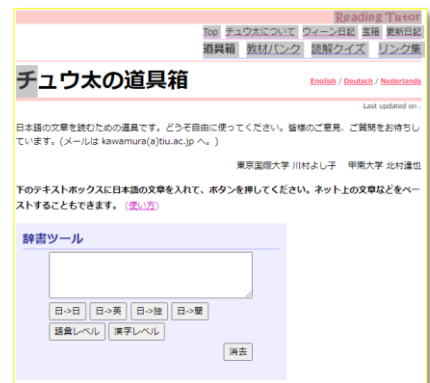 Reading Tutor
Top チュウ太について ウィーン日記 宝箱 更新日記
道具箱 教材バンク 読解クイズ リンク集
チュウ太の道具箱
English / Deutsch / Nederlands
Last updated on .
日本語の文章を読むための道具です。どうぞ自由に使ってください。皆様のご意見、ご質問をお待ちし
ています。(メールは kawamura(a)tiu.ac.jp へ。)
東京国際大学 川村よし子 甲南大学 北村達也
下のテキストボックスに日本語の文章を入れて、ボタンを押してください。ネット上の文章などをペー
ストすることもできます。 (使い方)
辞書ツール
日->日 日->英 日->独 日->蘭
語彙レベル 漢字レベル
消去